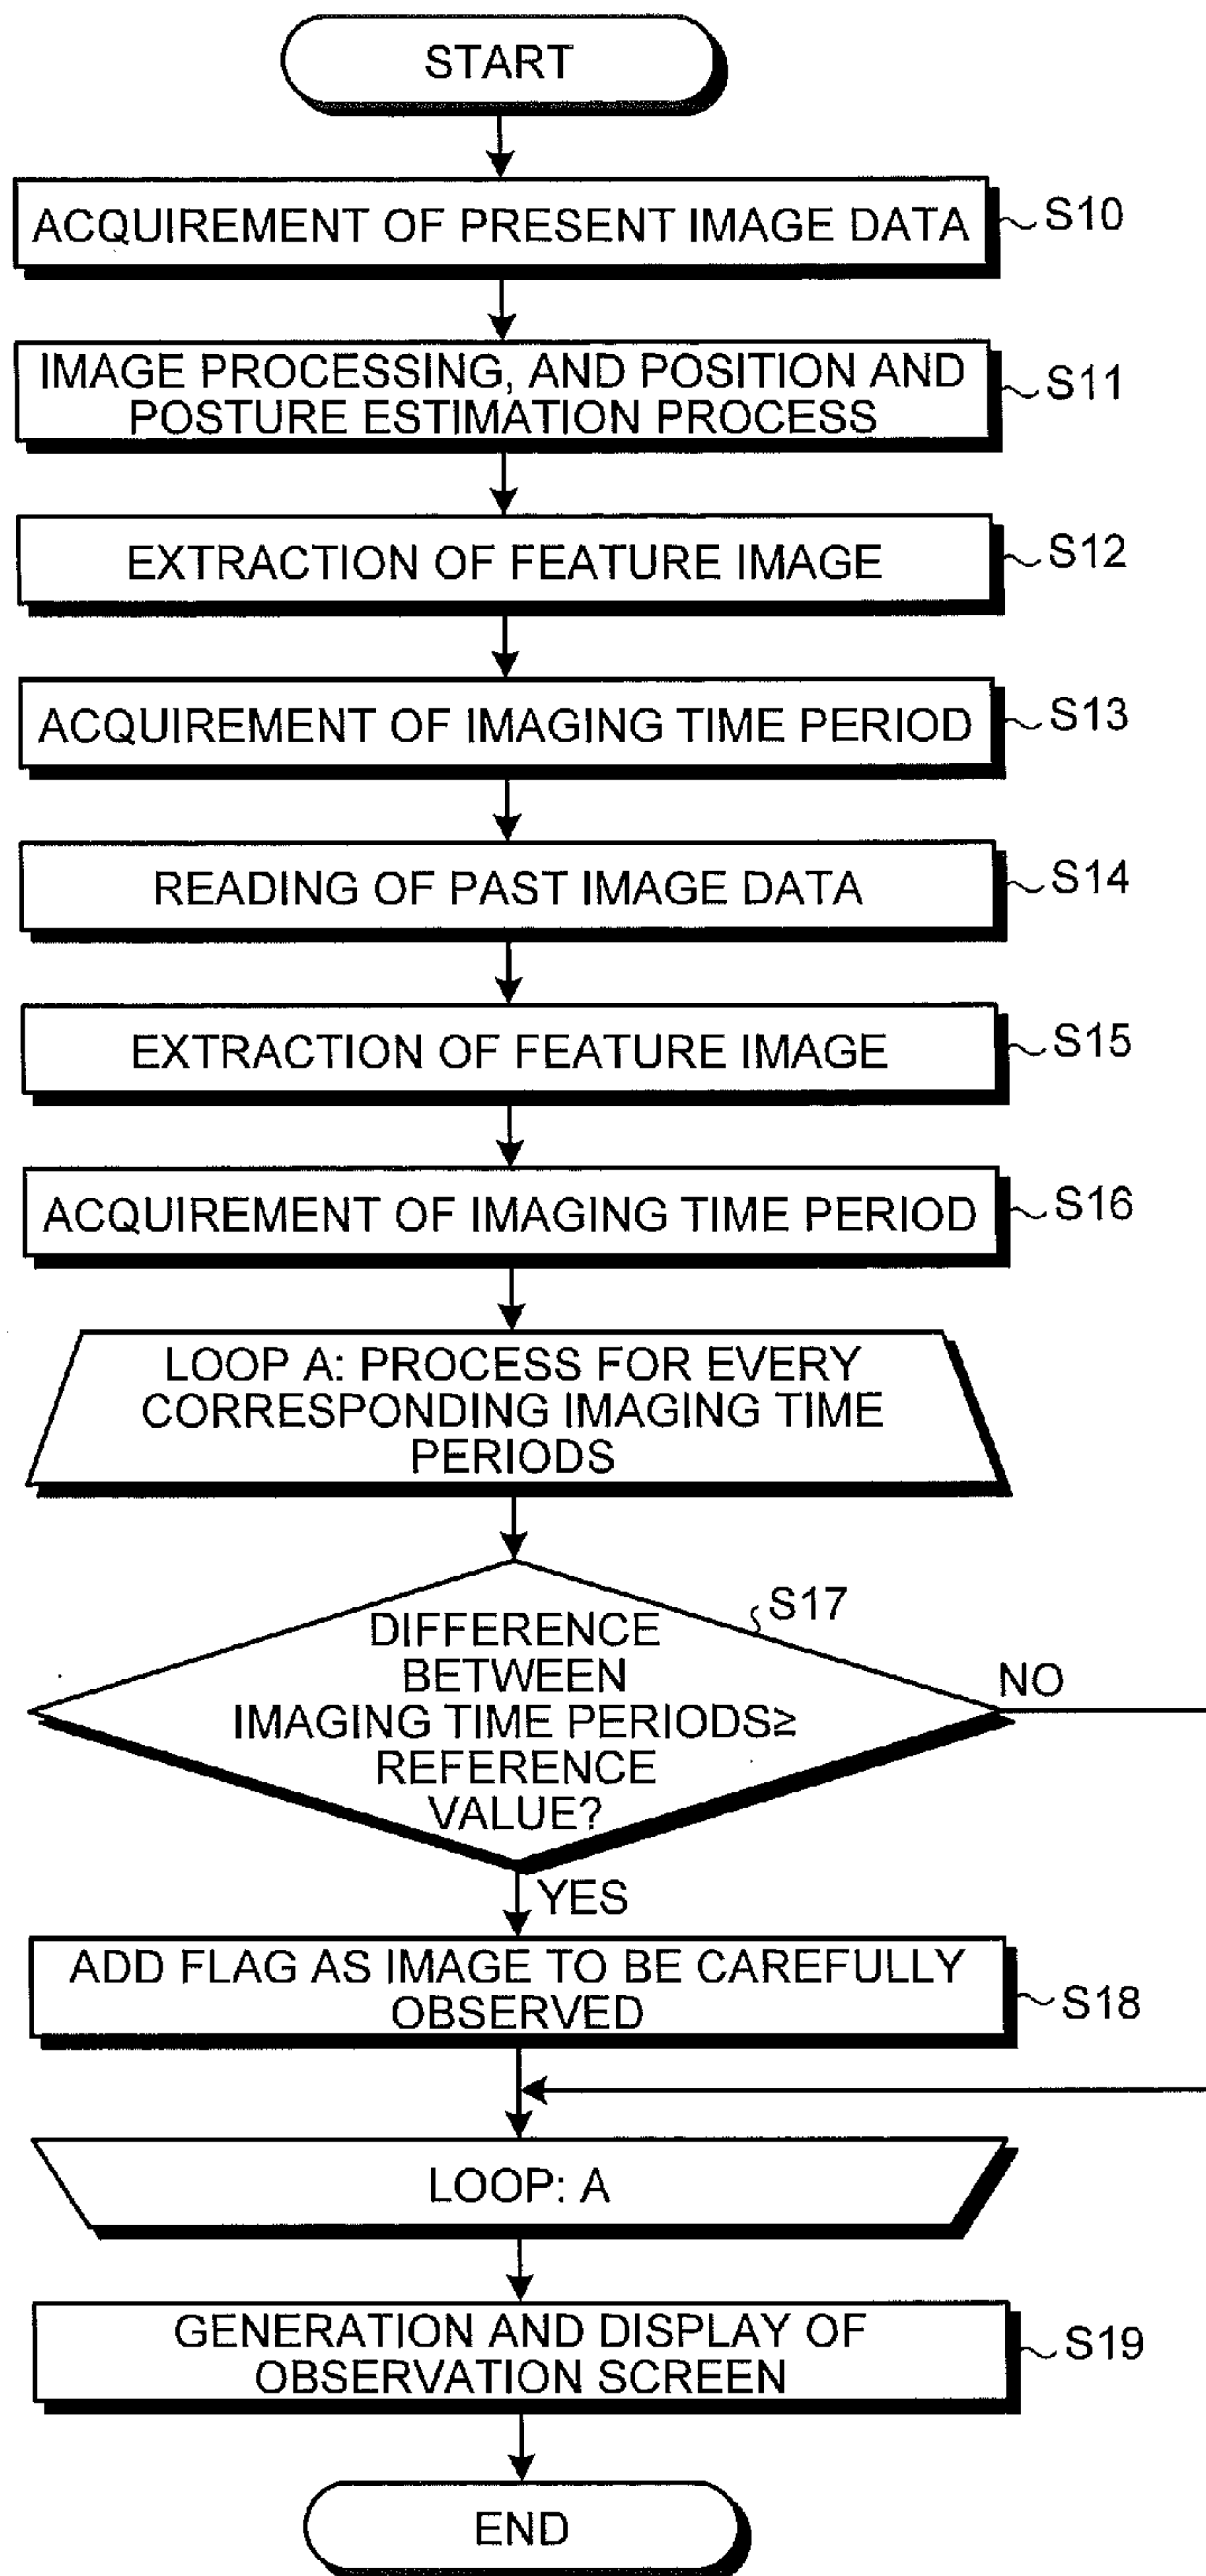 START
ACQUIREMENT OF PRESENT IMAGE DATA
S10
IMAGE PROCESSING, AND POSITION AND
POSTURE ESTIMATION PROCESS
S11
EXTRACTION OF FEATURE IMAGE
S12
ACQUIREMENT OF IMAGING TIME PERIOD
S13
READING OF PAST IMAGE DATA
S14
EXTRACTION OF FEATURE IMAGE
S15
ACQUIREMENT OF IMAGING TIME PERIOD
S16
LOOP A: PROCESS FOR EVERY
CORRESPONDING IMAGING TIME
PERIODS
S17
DIFFERENCE
BETWEEN
IMAGING TIME PERIODS≥
REFERENCE
VALUE?
NO
YES
ADD FLAG AS IMAGE TO BE CAREFULLY
OBSERVED
S18
LOOP: A
GENERATION AND DISPLAY OF
OBSERVATION SCREEN
S19
END